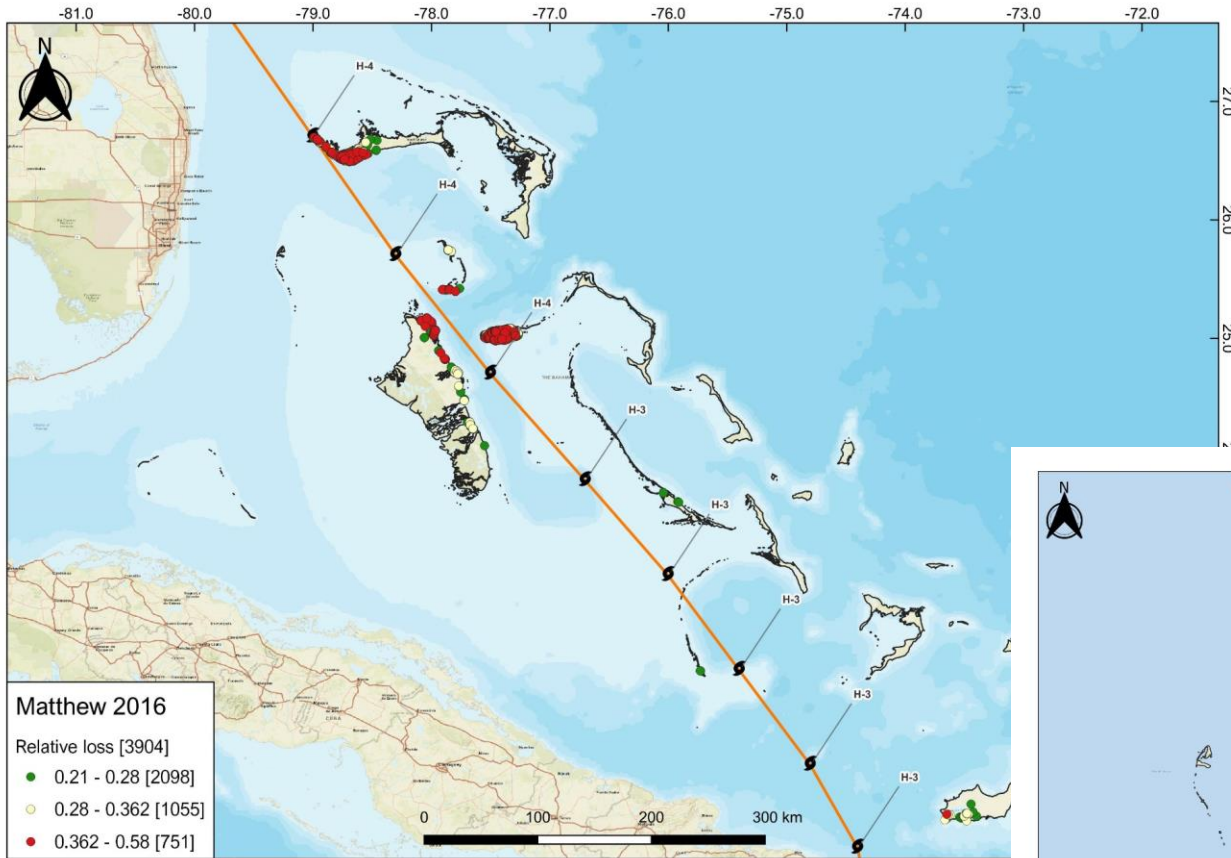 -81.0 -80.0 -79.0 -78.0 -77.0 -76.0 -75.0 -74.0 -73.0 -72.0
N
H-4
27.0
H-4
26.0
H-4
25.0
THE BAHAMAS
H-3
H-3
H-3
N
H-3
CUBA
H-3
Matthew 2016
Relative loss [3904]
0.21 - 0.28 [2098]
0.28 - 0.362 [1055]
0.362 - 0.58 [751]
0 100 200 300 km